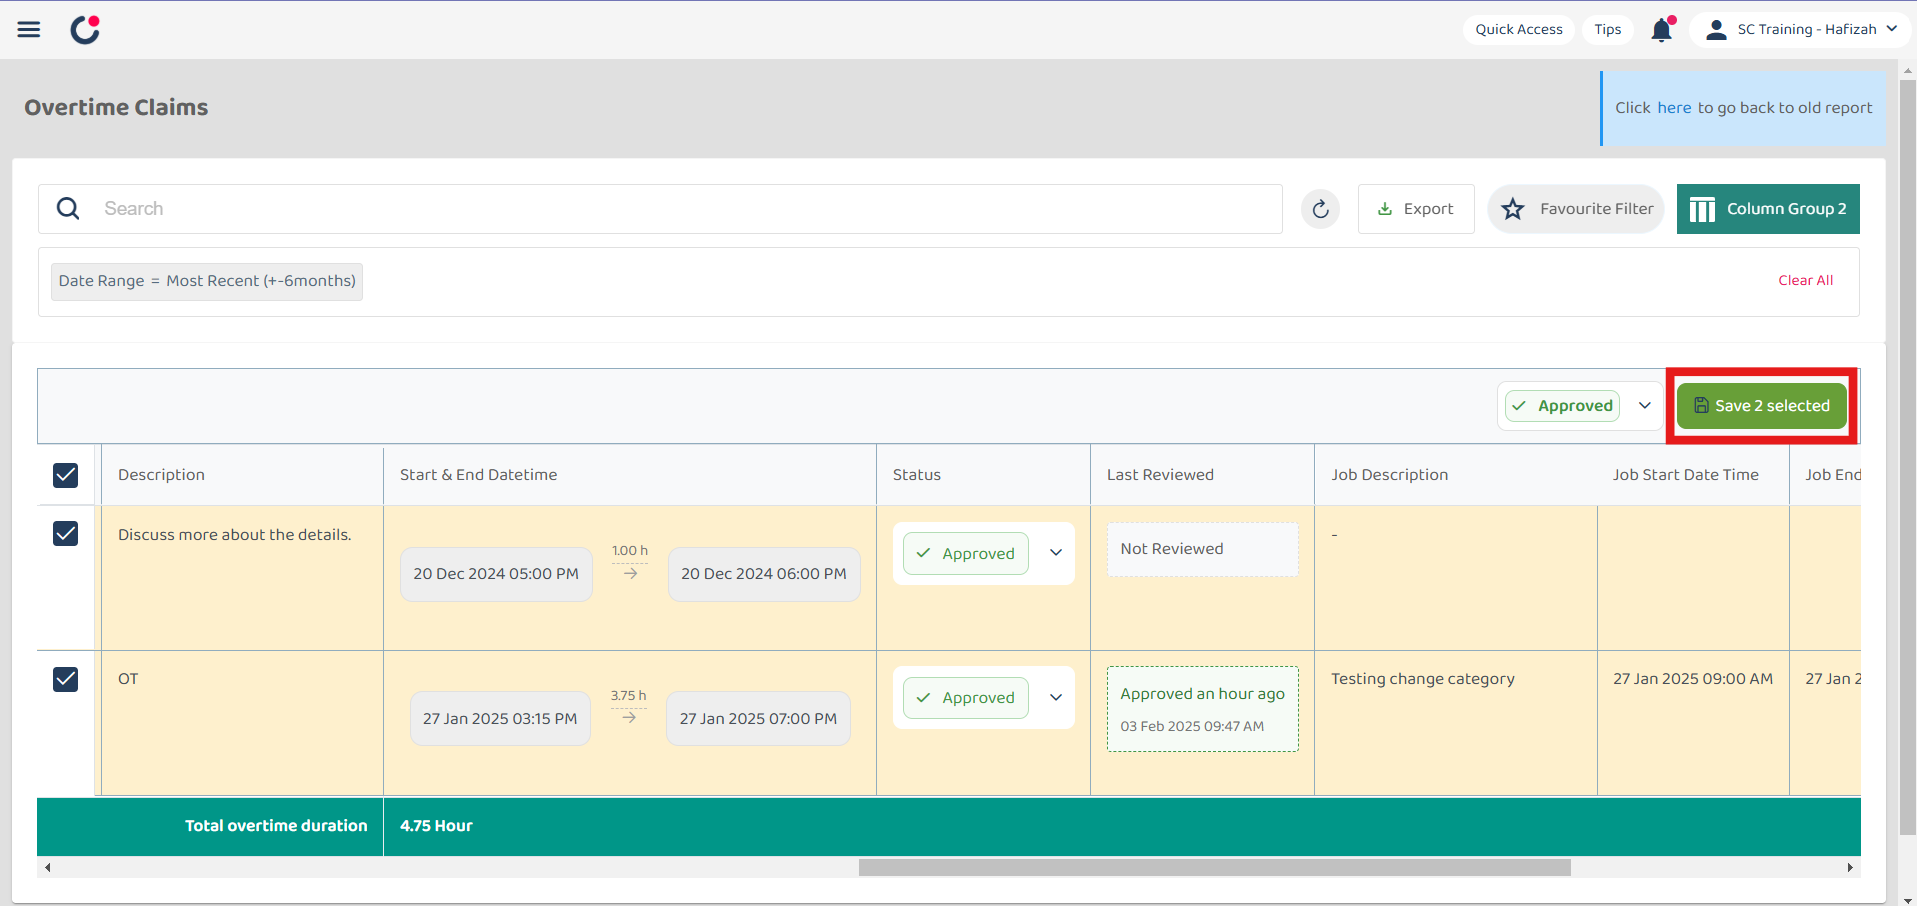 Quick Access
Tips
SC Training - Hafizah
Overtime Claims
Click here to go back to old report
Search
Export
Favourite Filter
Column Group 2
Date Range = Most Recent (+-6months)
Clear All
Approved
Save 2 selected
Description
Start & End Datetime
Status
Last Reviewed
Job Description
Job Start Date Time
Job End
Discuss more about the details.
20 Dec 2024 05:00 PM
1.00 h
20 Dec 2024 06:00 PM
Approved
Not Reviewed
-
OT
27 Jan 2025 03:15 PM
3.75 h
27 Jan 2025 07:00 PM
Approved
Approved an hour ago
03 Feb 2025 09:47 AM
Testing change category
27 Jan 2025 09:00 AM
27 Jan 2
Total overtime duration
4.75 Hour